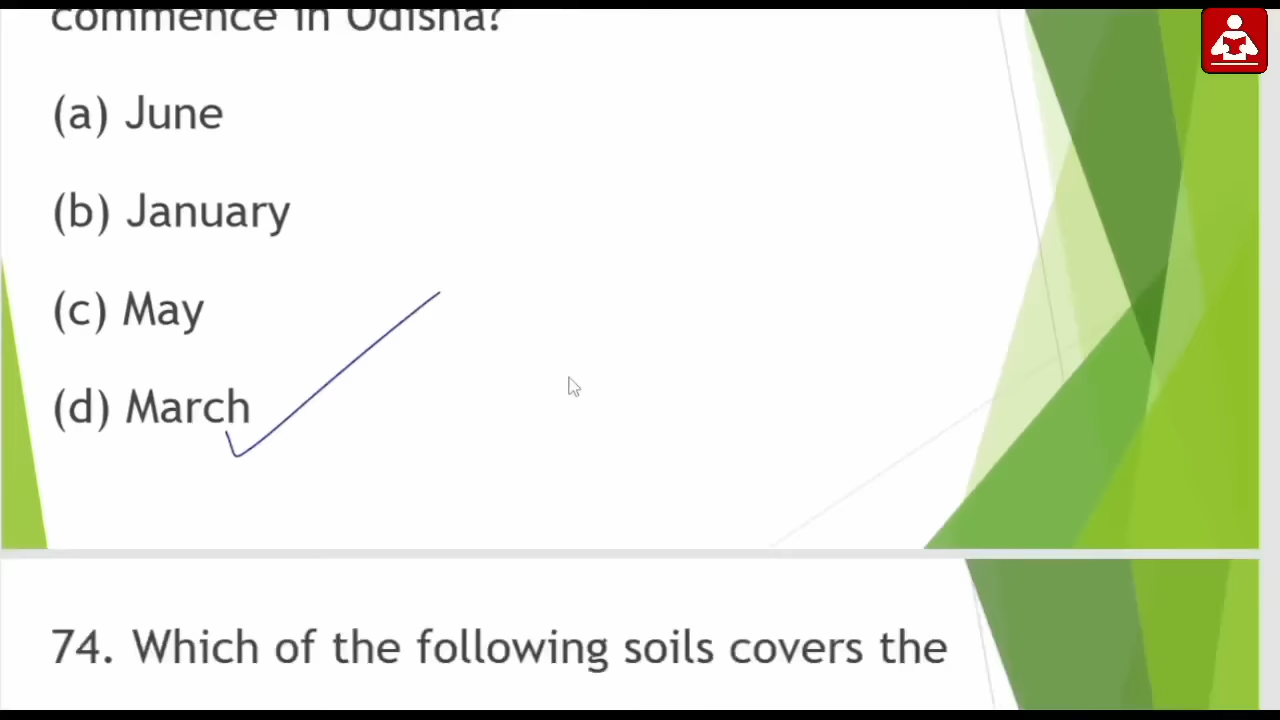 commence in Odisha?
(a) June
(b) January
(c) May
(d) March
74. Which of the following soils covers the